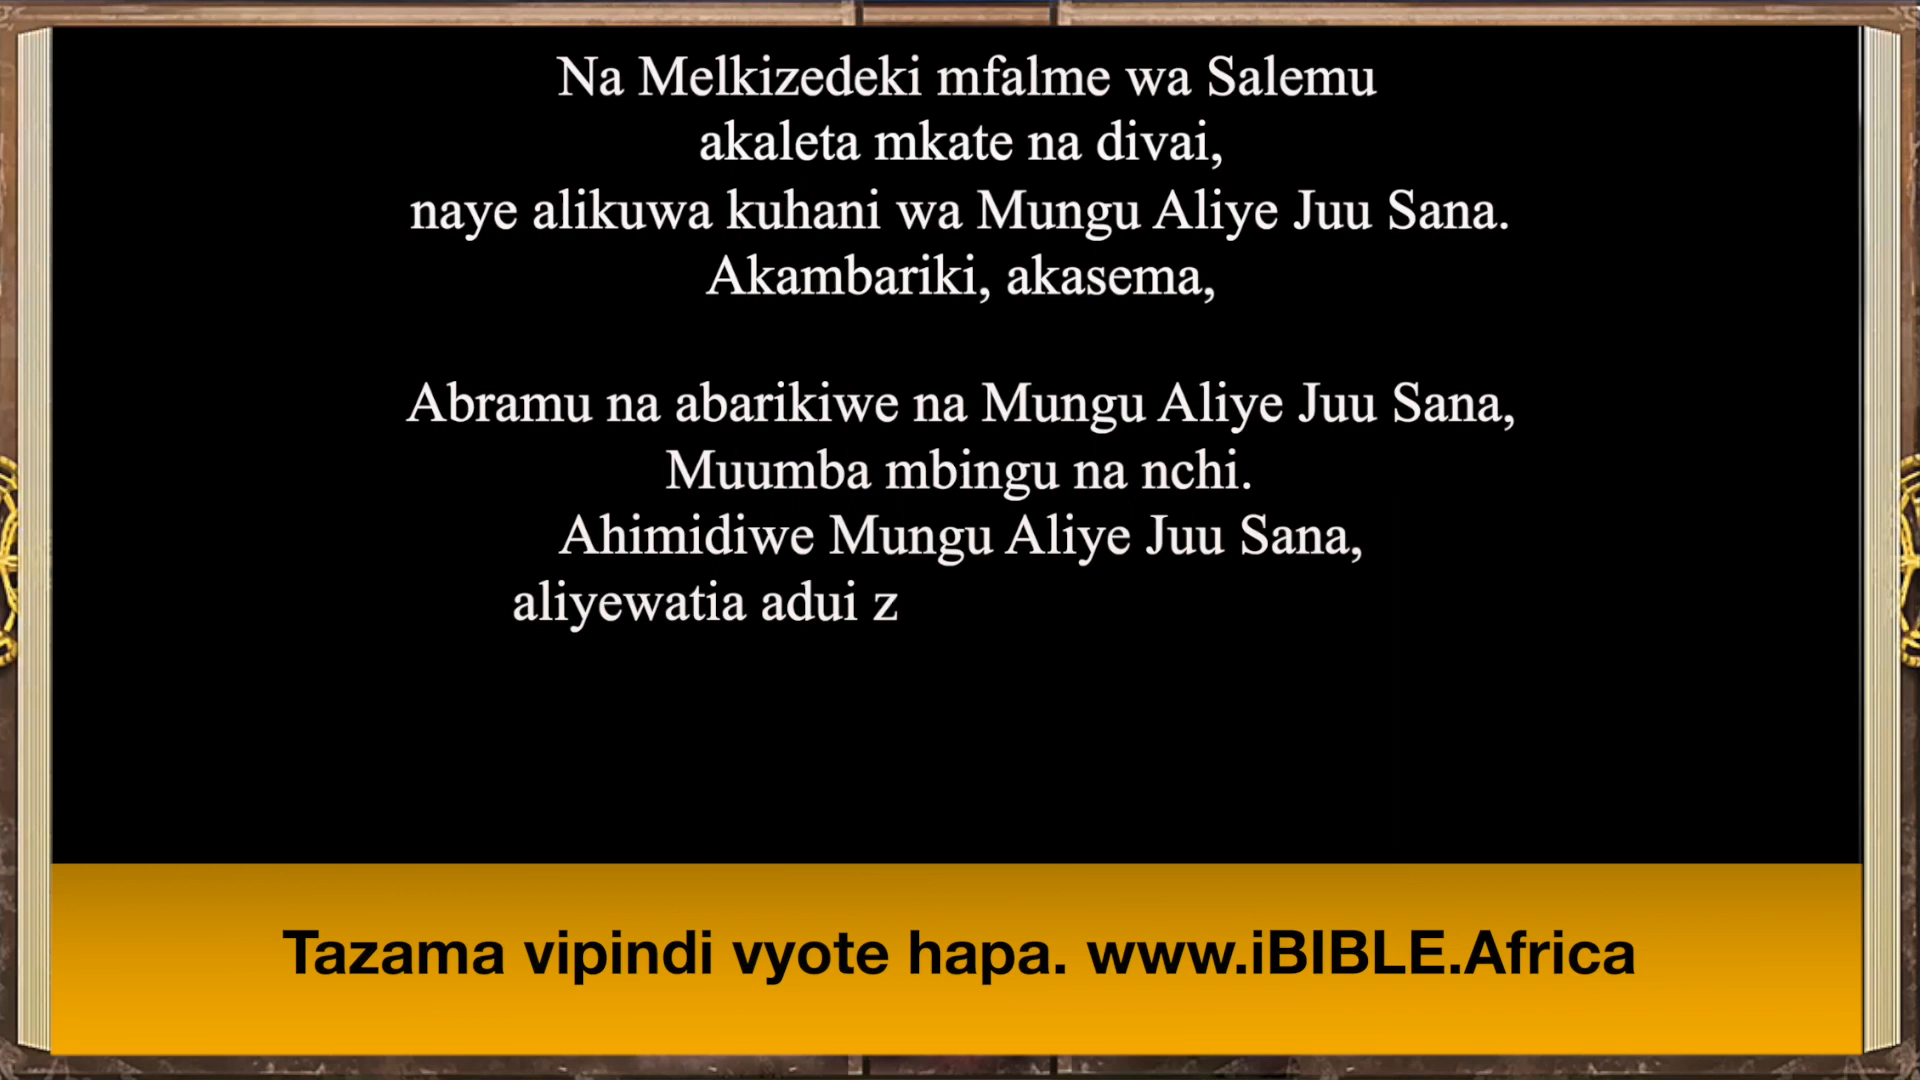 Na Melkizedeki mfalme wa Salemu
akaleta mkate na divai,
naye alikuwa kuhani wa Mungu Aliye Juu Sana.
Akambariki, akasema,
Abramu na abarikiwe na Mungu Aliye Juu Sana,
Muumba mbingu na nchi.
Ahimidiwe Mungu Aliye Juu Sana,
aliyewatia adui z
Tazama vipindi vyote hapa. www.iBIBLE.Africa